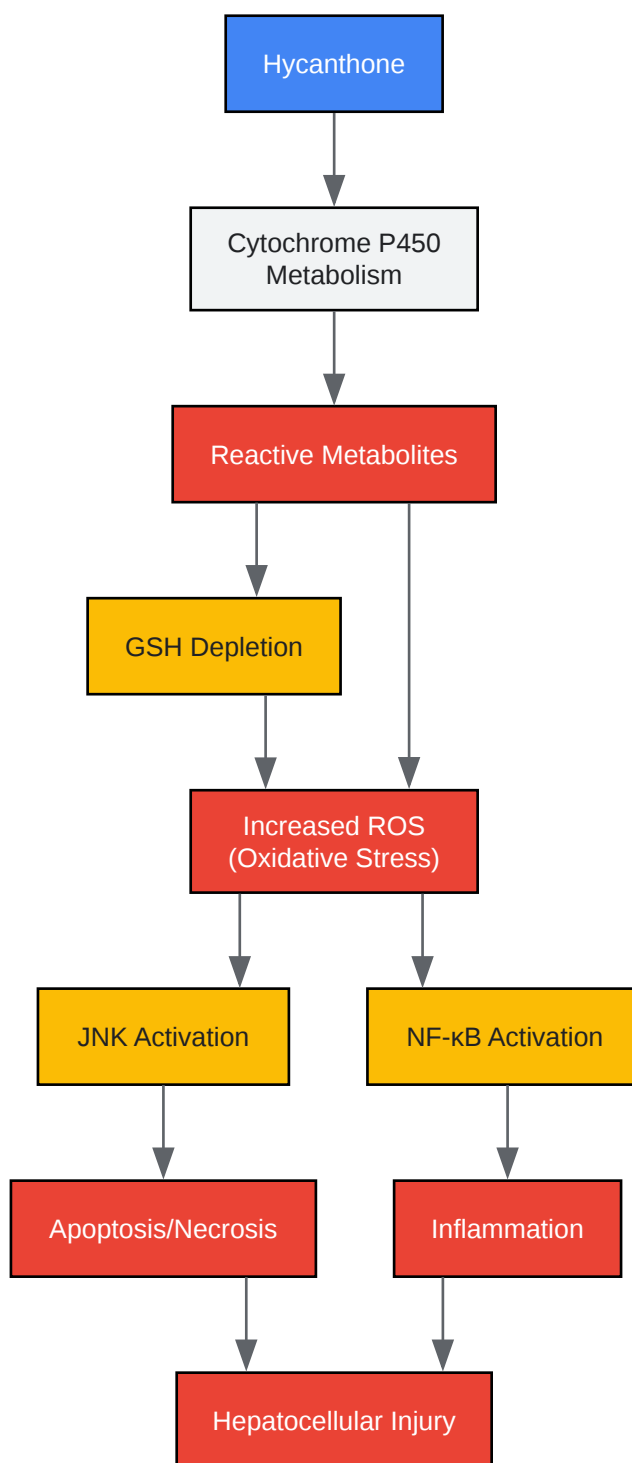 Hycanthone
Cytochrome P450
Metabolism
Reactive Metabolites
GSH Depletion
Increased ROS
(Oxidative Stress)
JNK Activation
NF-κB Activation
Apoptosis/Necrosis
Inflammation
Hepatocellular Injury